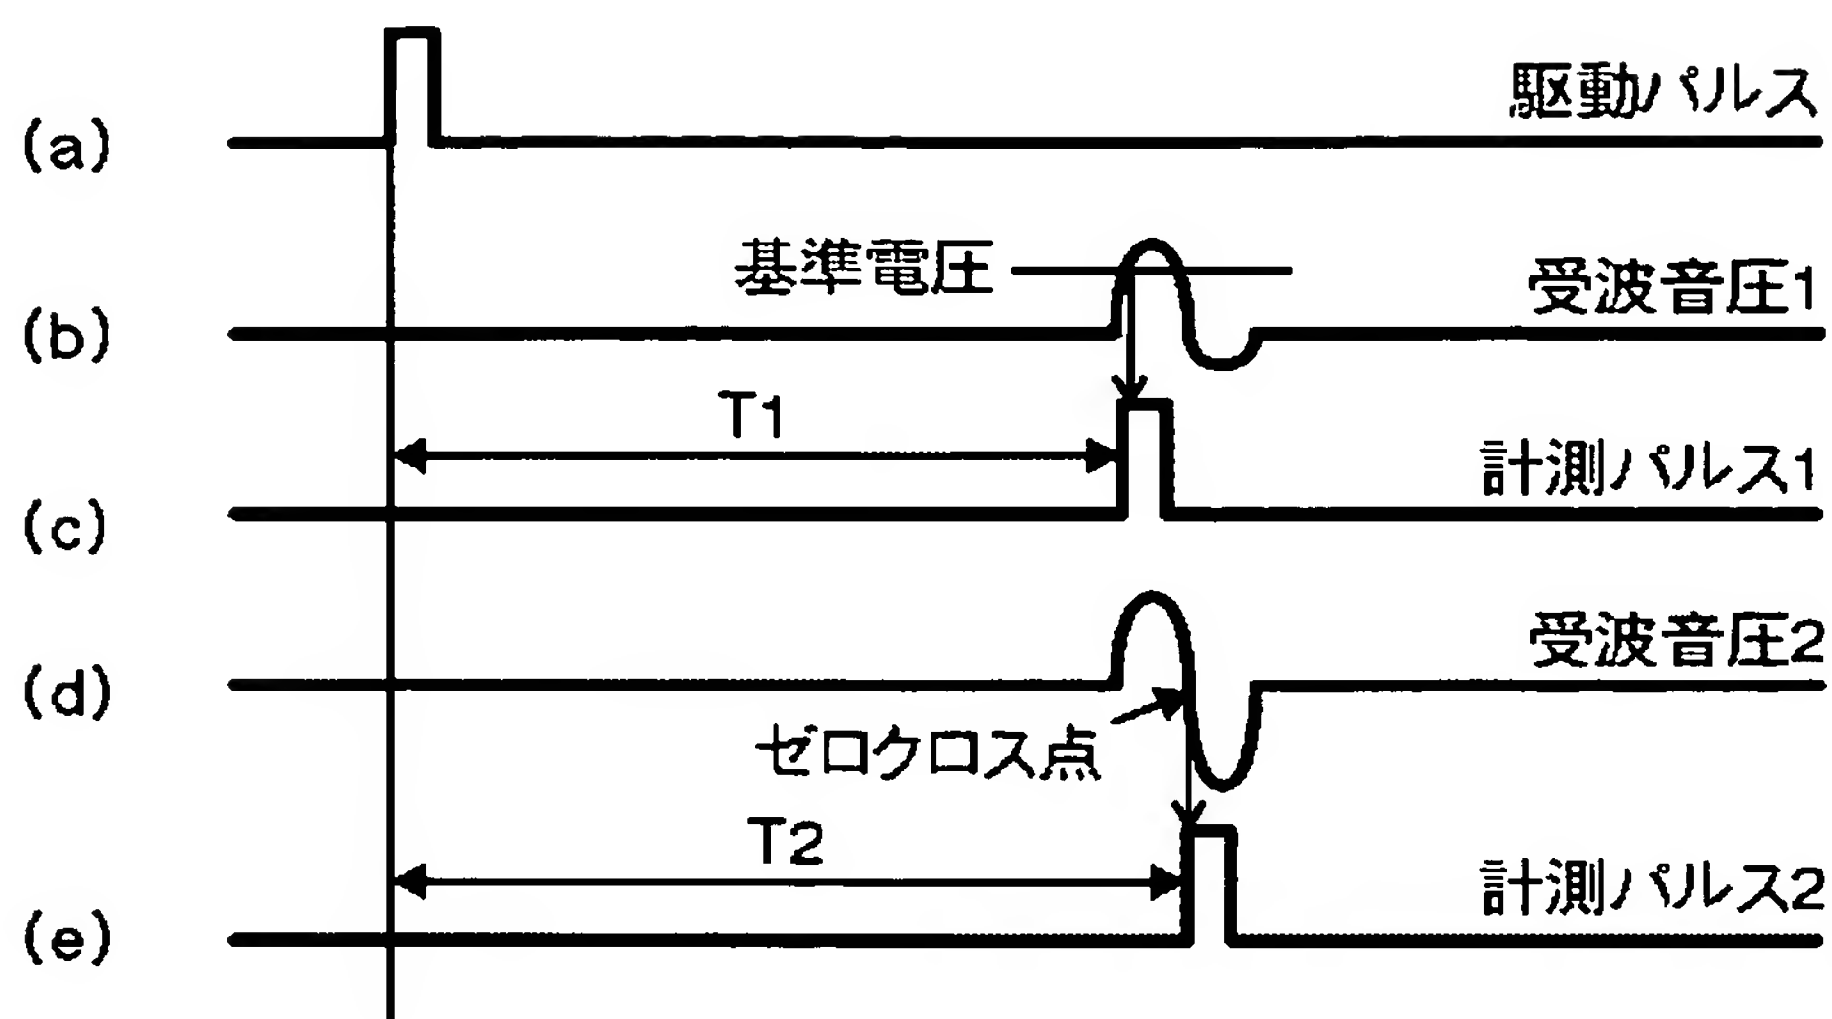 (a)
駆動パルス
基準電圧
受波音圧1
(b)
T1
計測パルス1
(c)
受波音圧2
(d)
ゼロクロス点
T2
計測パルス2
(e)